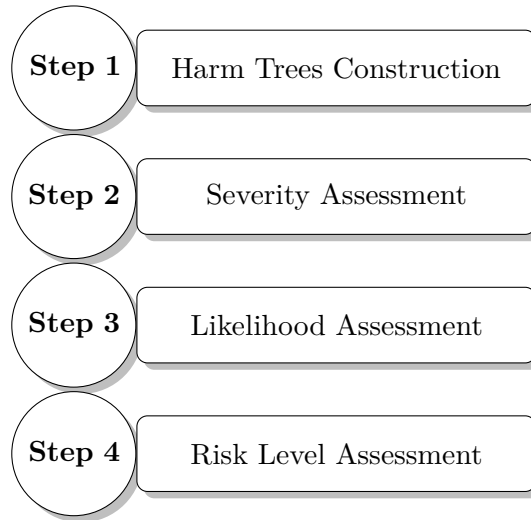 Step 1
Harm Trees Construction
Step 2
Severity Assessment
Step 3
Likelihood Assessment
Step 4
Risk Level Assessment